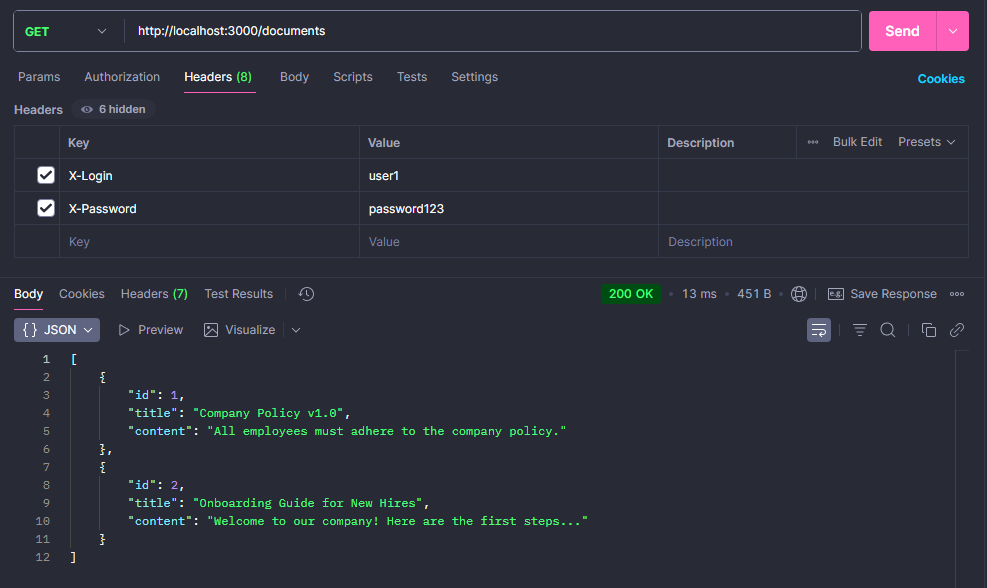 GET http://localhost:3000/documents Send
Params Authorization Headers (8) Body Scripts Tests Settings Cookies
Headers 6 hidden
Key Value Description Bulk Edit Presets
X-Login user1
X-Password password123
Key Value Description
Body Cookies Headers (7) Test Results 200 OK 13 ms 451 B e.g. Save Response
{ } JSON Preview Visualize
1 [
2 {
3 "id": 1,
4 "title": "Company Policy v1.0",
5 "content": "All employees must adhere to the company policy."
6 },
7 {
8 "id": 2,
9 "title": "Onboarding Guide for New Hires",
10 "content": "Welcome to our company! Here are the first steps..."
11 }
12 ]